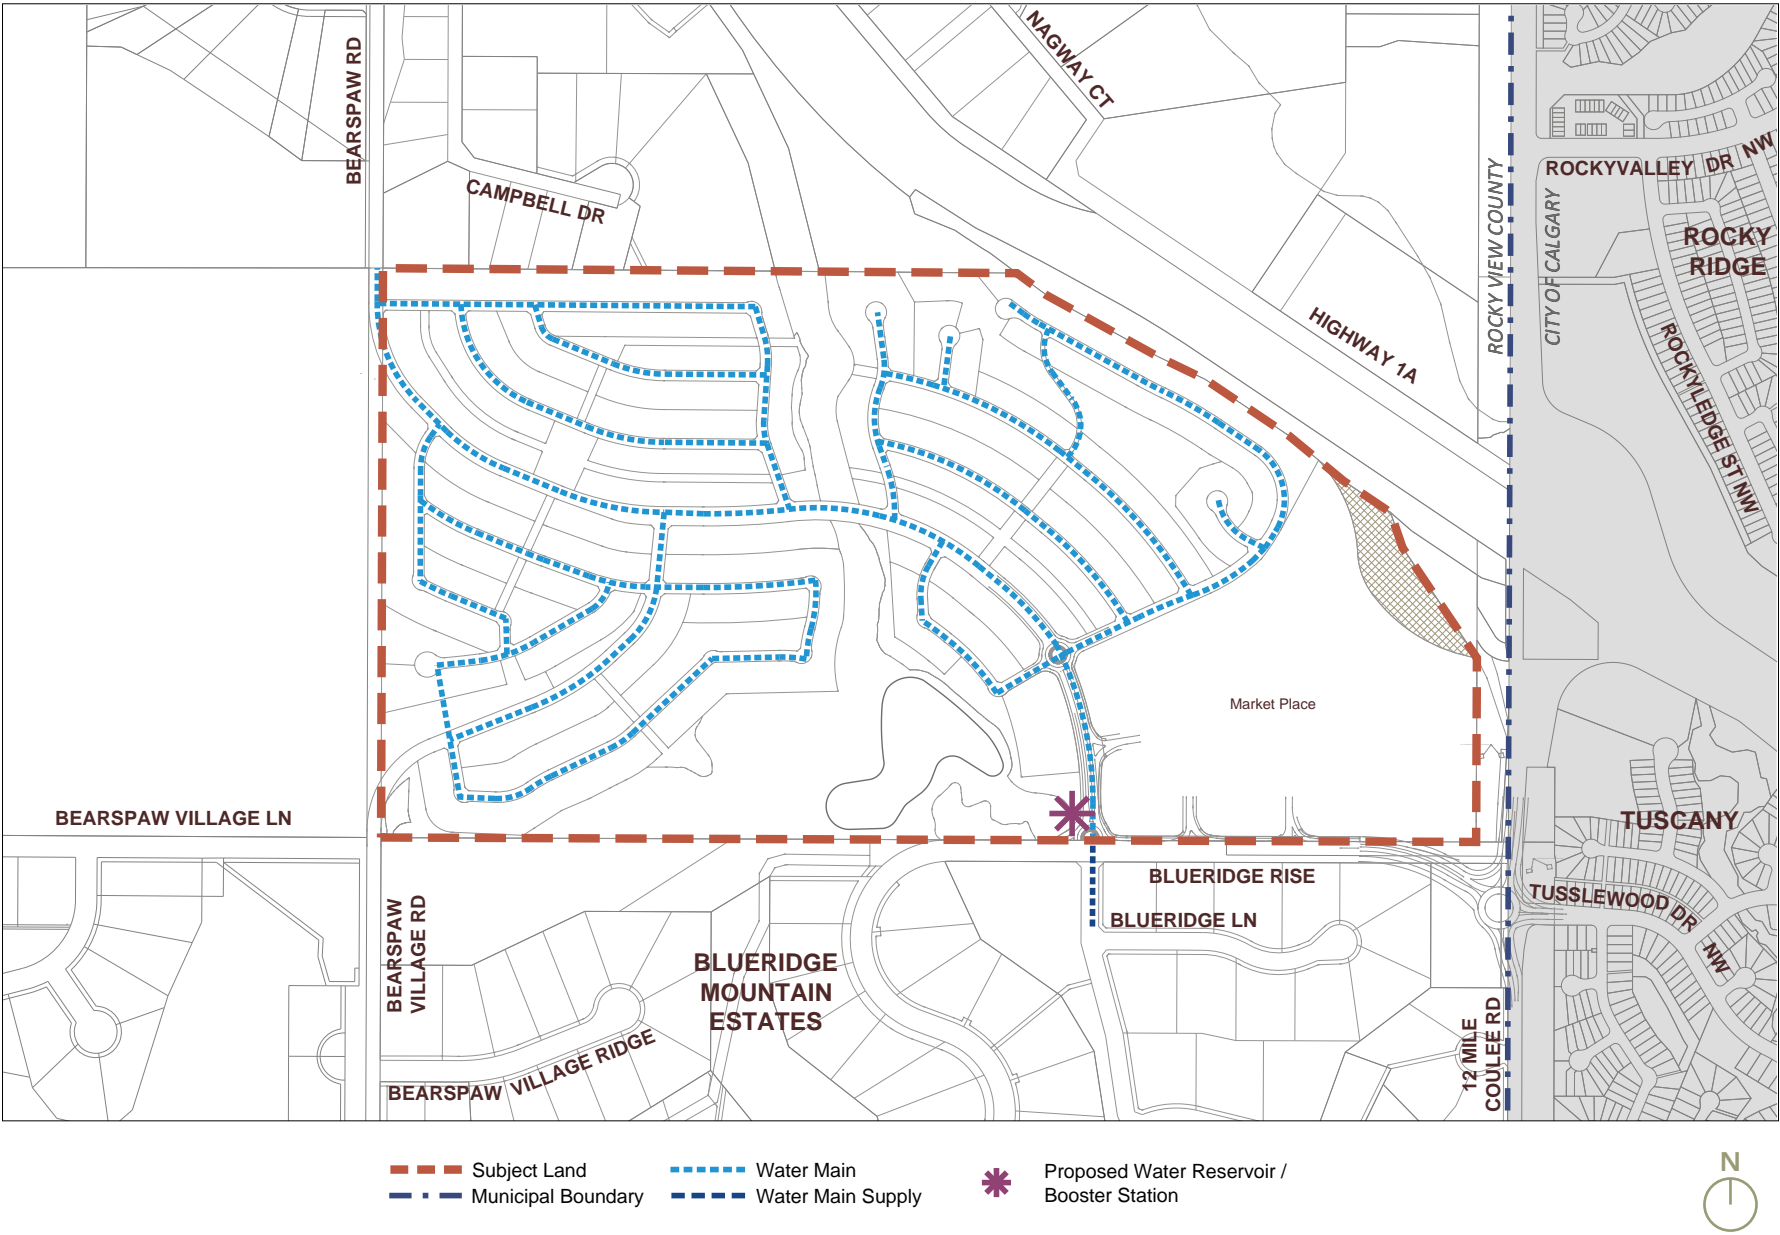 BEARSPAW RD
NAGWAY CT
CAMPBELL DR
ROCKYVALLEY DR NW
ROCKY VIEW COUNTY
CITY OF CALGARY
ROCKY
RIDGE
HIGHWAY 1A
ROCKYLEDGE ST NW
Market Place
BEARSPAW VILLAGE LN
TUSCANY
BLUERIDGE RISE
TUSSLEWOOD DR NW
BLUERIDGE LN
BEARSPAW
VILLAGE RD
BLUERIDGE
MOUNTAIN
ESTATES
12 MILE
COULEE RD
BEARSPAW VILLAGE RIDGE
Subject Land
Municipal Boundary
Water Main
Water Main Supply
Proposed Water Reservoir /
Booster Station
N